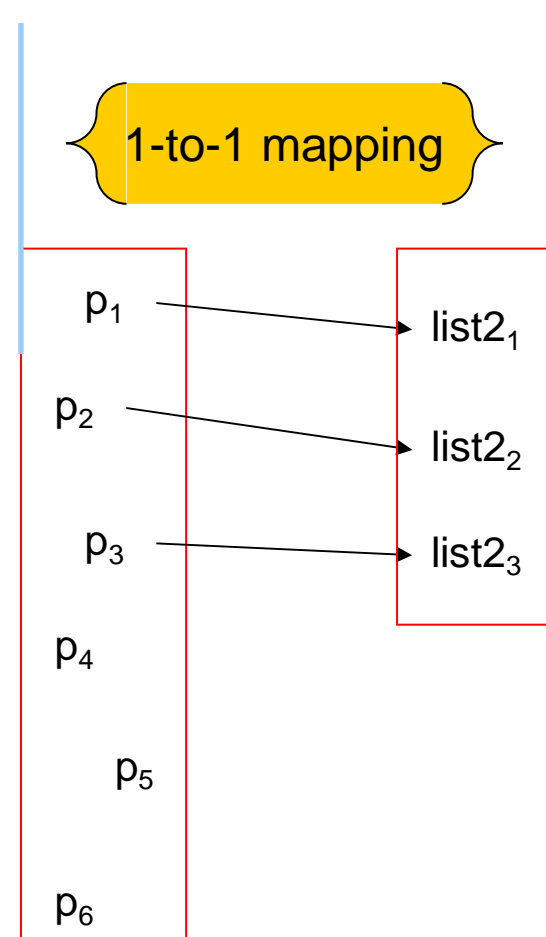 1-to-1 mapping
p₁ list2₁
p₂ list2₂
p₃ list2₃
p₄
p₅
p₆